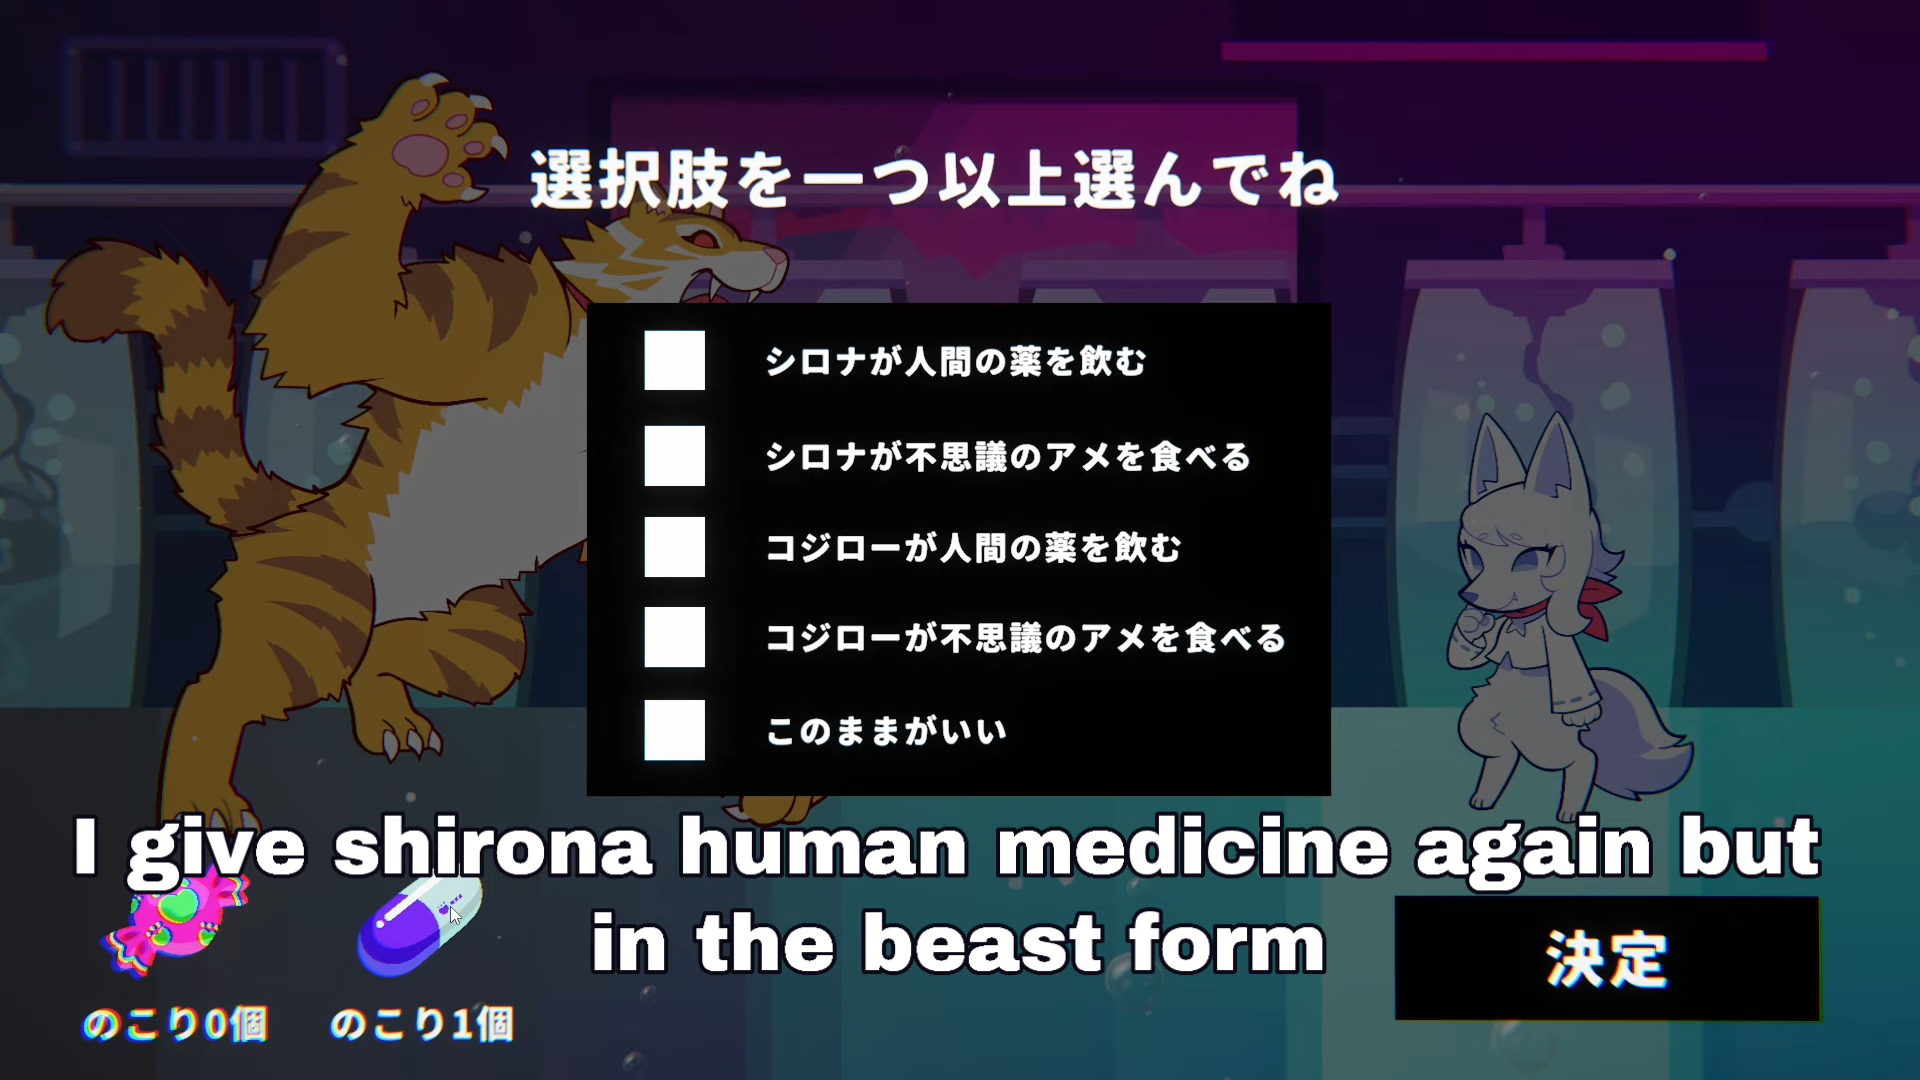 選択肢を一つ以上選んでね
シロナが人間の薬を飲む
シロナが不思議のアメを食べる
コジローが人間の薬を飲む
コジローが不思議のアメを食べる
このままがいい
I give shirona human medicine again but
in the beast form
決定
のこり0個
のこり1個